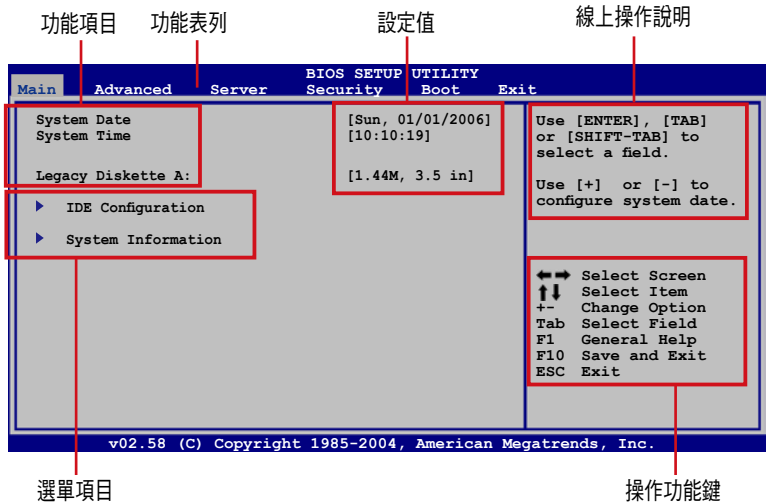 功能項目 功能表列 設定值 線上操作說明
BIOS SETUP UTILITY
Main Advanced Server Security Boot Exit
System Date [Sun, 01/01/2006]
System Time [10:10:19]
Legacy Diskette A: [1.44M, 3.5 in]
IDE Configuration
System Information
Use [ENTER], [TAB]
or [SHIFT-TAB] to
select a field.
Use [+] or [-] to
configure system date.
←→ Select Screen
↑↓ Select Item
+- Change Option
Tab Select Field
F1 General Help
F10 Save and Exit
ESC Exit
v02.58 (C) Copyright 1985-2004, American Megatrends, Inc.
選單項目 操作功能鍵